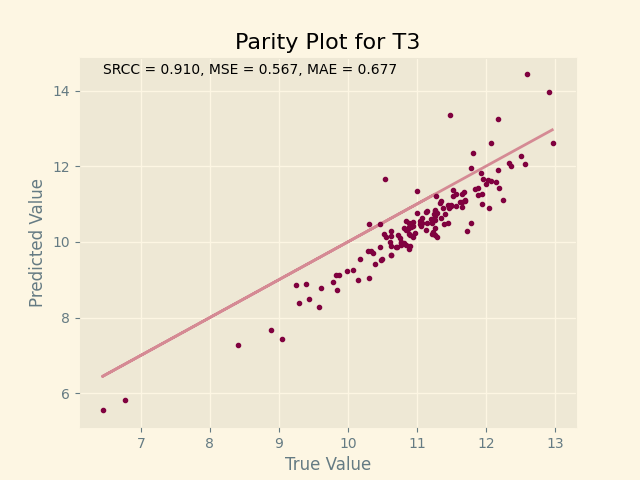 Parity Plot for T3
SRCC = 0.910, MSE = 0.567, MAE = 0.677
14
12
10
8
6
Predicted Value
7 8 9 10 11 12 13
True Value